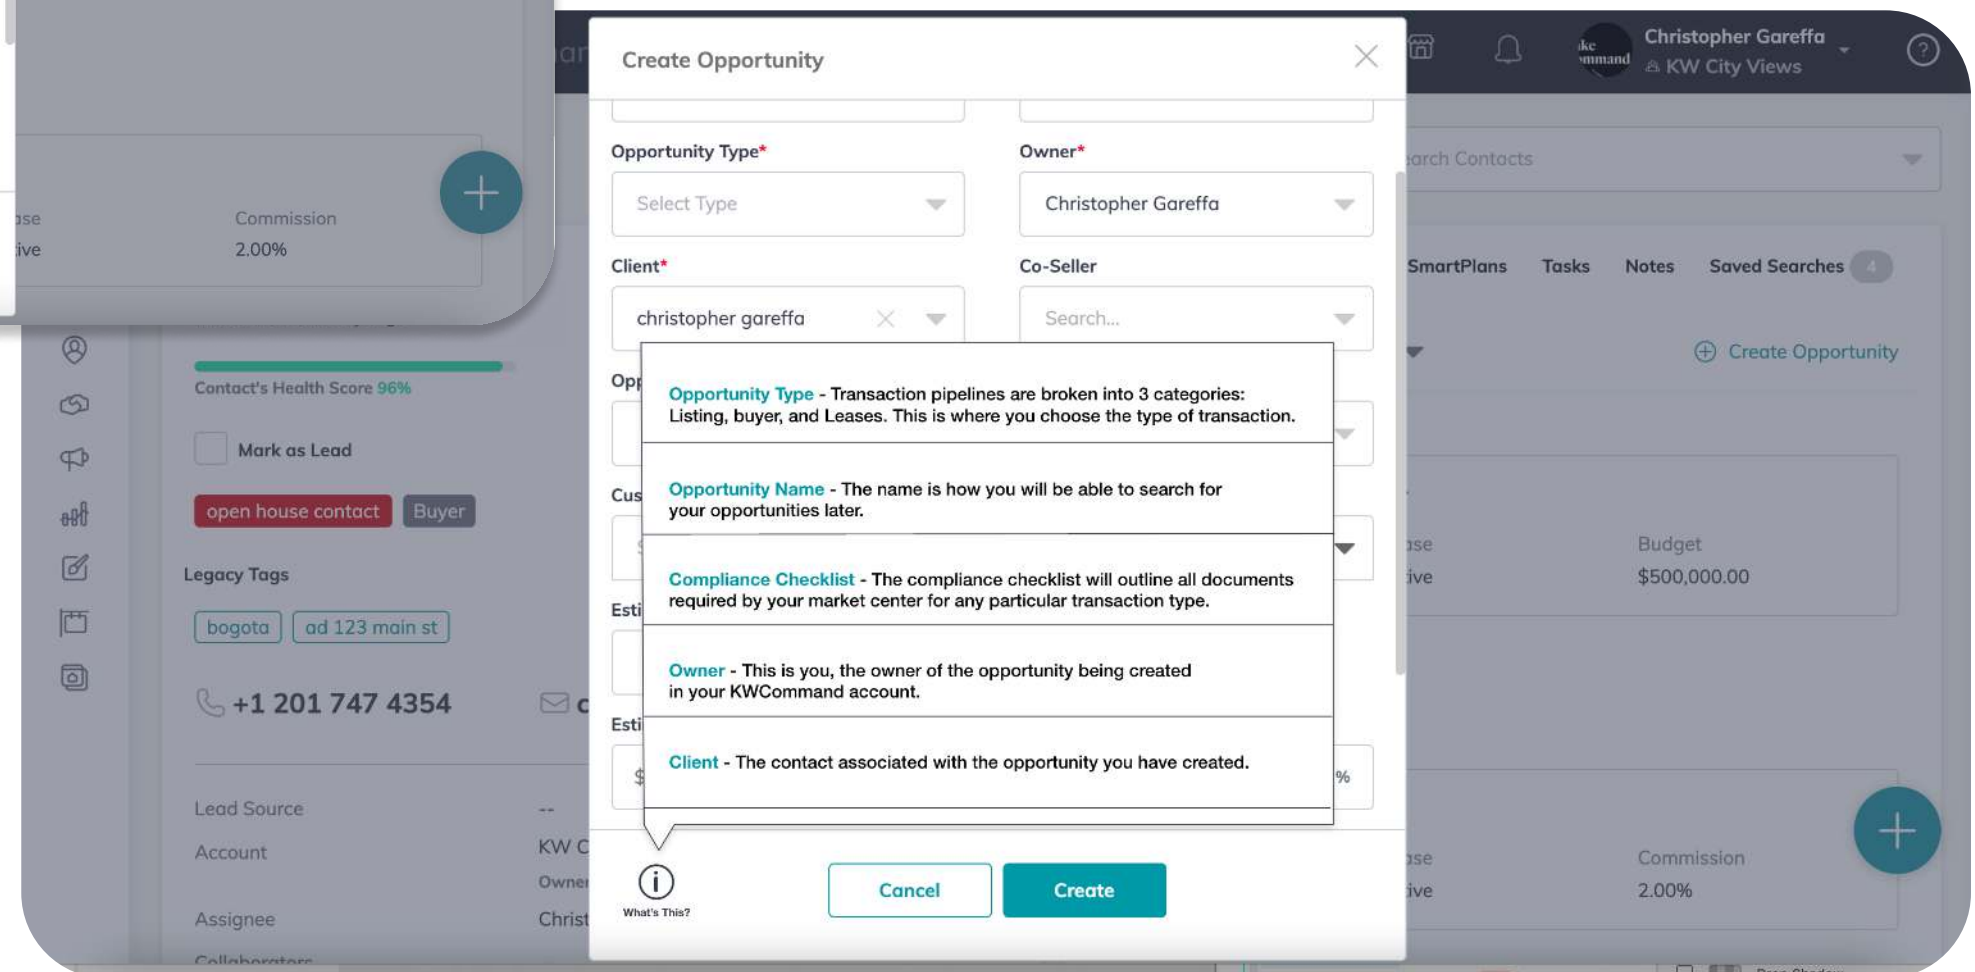 Commission
2.00%
Create Opportunity
Christopher Gareffa
KW City Views
?
Opportunity Type*
Owner*
Select Type
Christopher Gareffa
Client*
Co-Seller
christopher gareffa
Search...
Contacts
SmartPlans Tasks Notes Saved Searches 4
Create Opportunity
Contact's Health Score 96%
Mark as Lead
open house contact Buyer
Legacy Tags
bogota ad 123 main st
+1 201 747 4354
Lead Source --
Account
Assignee
Opportunity Type - Transaction pipelines are broken into 3 categories:
Listing, buyer, and Leases. This is where you choose the type of transaction.
Opportunity Name - The name is how you will be able to search for
your opportunities later.
Compliance Checklist - The compliance checklist will outline all documents
required by your market center for any particular transaction type.
Owner - This is you, the owner of the opportunity being created
in your KWCommand account.
Client - The contact associated with the opportunity you have created.
$
%
What's This?
Cancel
Create
Budget
$500,000.00
Commission
2.00%